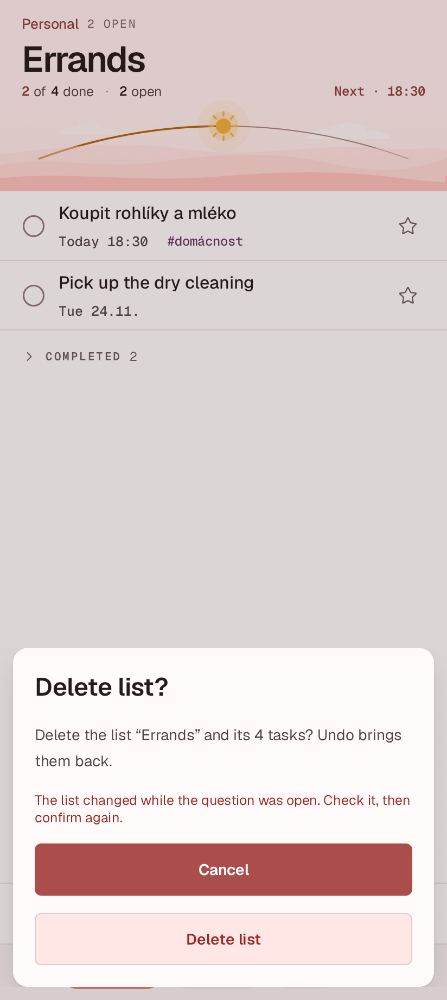 Personal 2 OPEN
Errands
2 of 4 done · 2 open
Next · 18:30
Koupit rohlíky a mléko
Today 18:30 #domácnost
Pick up the dry cleaning
Tue 24.11.
COMPLETED 2
Delete list?
Delete the list “Errands” and its 4 tasks? Undo brings
them back.
The list changed while the question was open. Check it, then
confirm again.
Cancel
Delete list